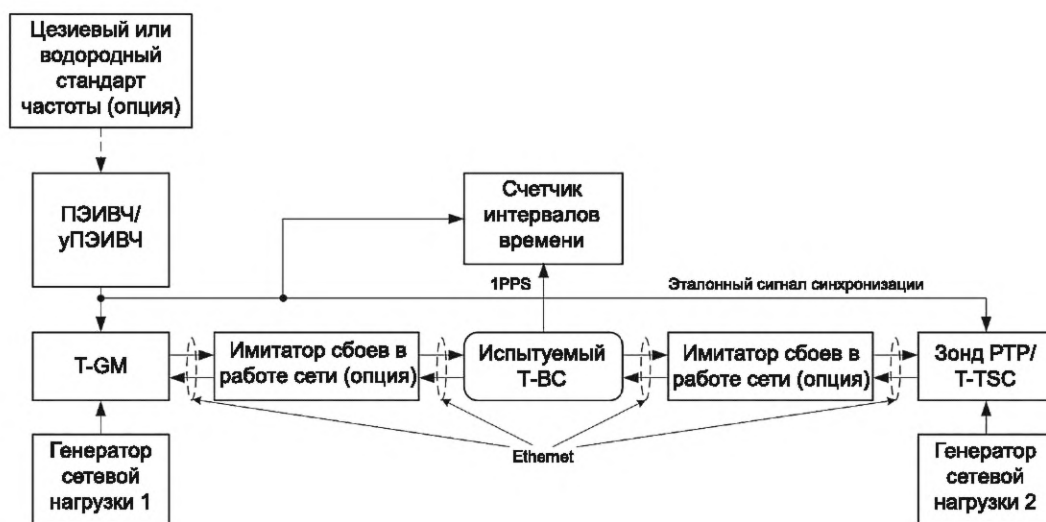 Цезиевый или
водородный
стандарт
частоты (опция)
ПЭИВЧ/
уПЭИВЧ
Счетчик
интервалов
времени
1PPS
Эталонный сигнал синхронизации
T-GM
Имитатор сбоев в
работе сети (опция)
Испытуемый
T-BC
Имитатор сбоев в
работе сети (опция)
Зонд PTP/
T-TSC
Ethernet
Генератор
сетевой
нагрузки 1
Генератор
сетевой
нагрузки 2